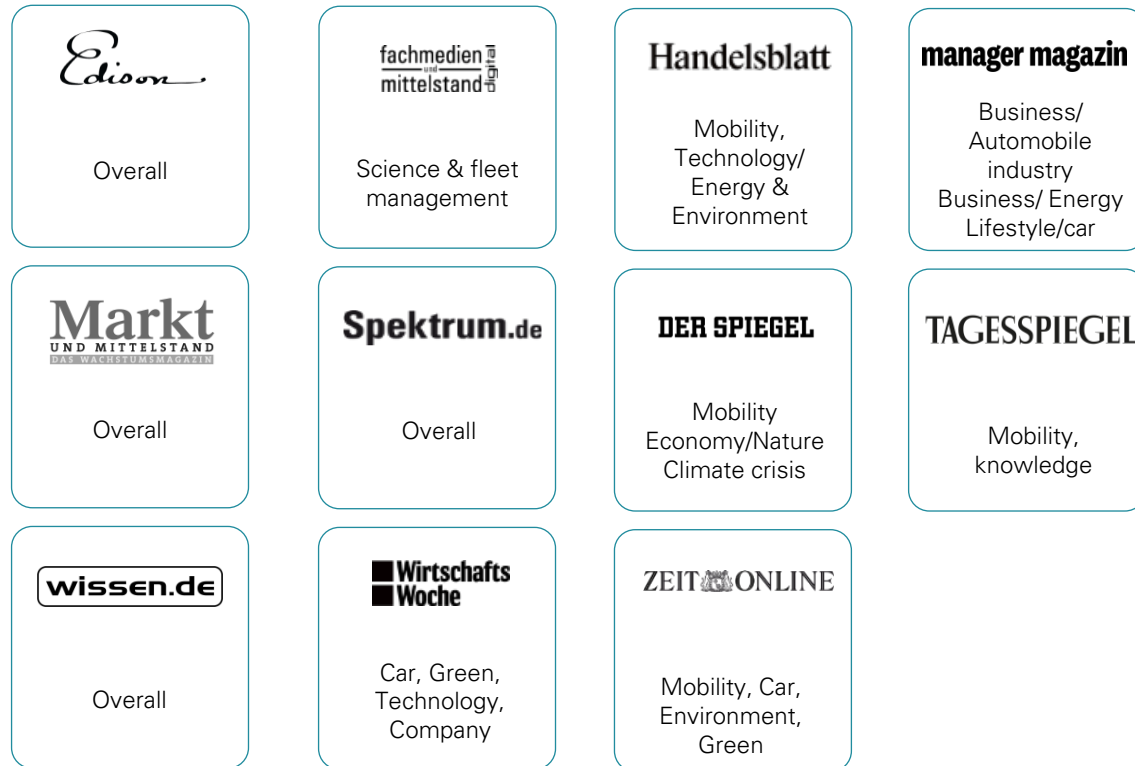 Edison
Overall
fachmedien
und
mittelstand
digital
Science & fleet
management
Handelsblatt
Mobility,
Technology/
Energy &
Environment
manager magazin
Business/
Automobile
industry
Business/ Energy
Lifestyle/car
Markt
UND MITTELSTAND
DAS WACHSTUMSMAGAZIN
Overall
Spektrum.de
Overall
DER SPIEGEL
Mobility
Economy/Nature
Climate crisis
TAGESSPIEGEL
Mobility,
knowledge
wissen.de
Overall
Wirtschafts
Woche
Car, Green,
Technology,
Company
ZEIT ONLINE
Mobility, Car,
Environment,
Green